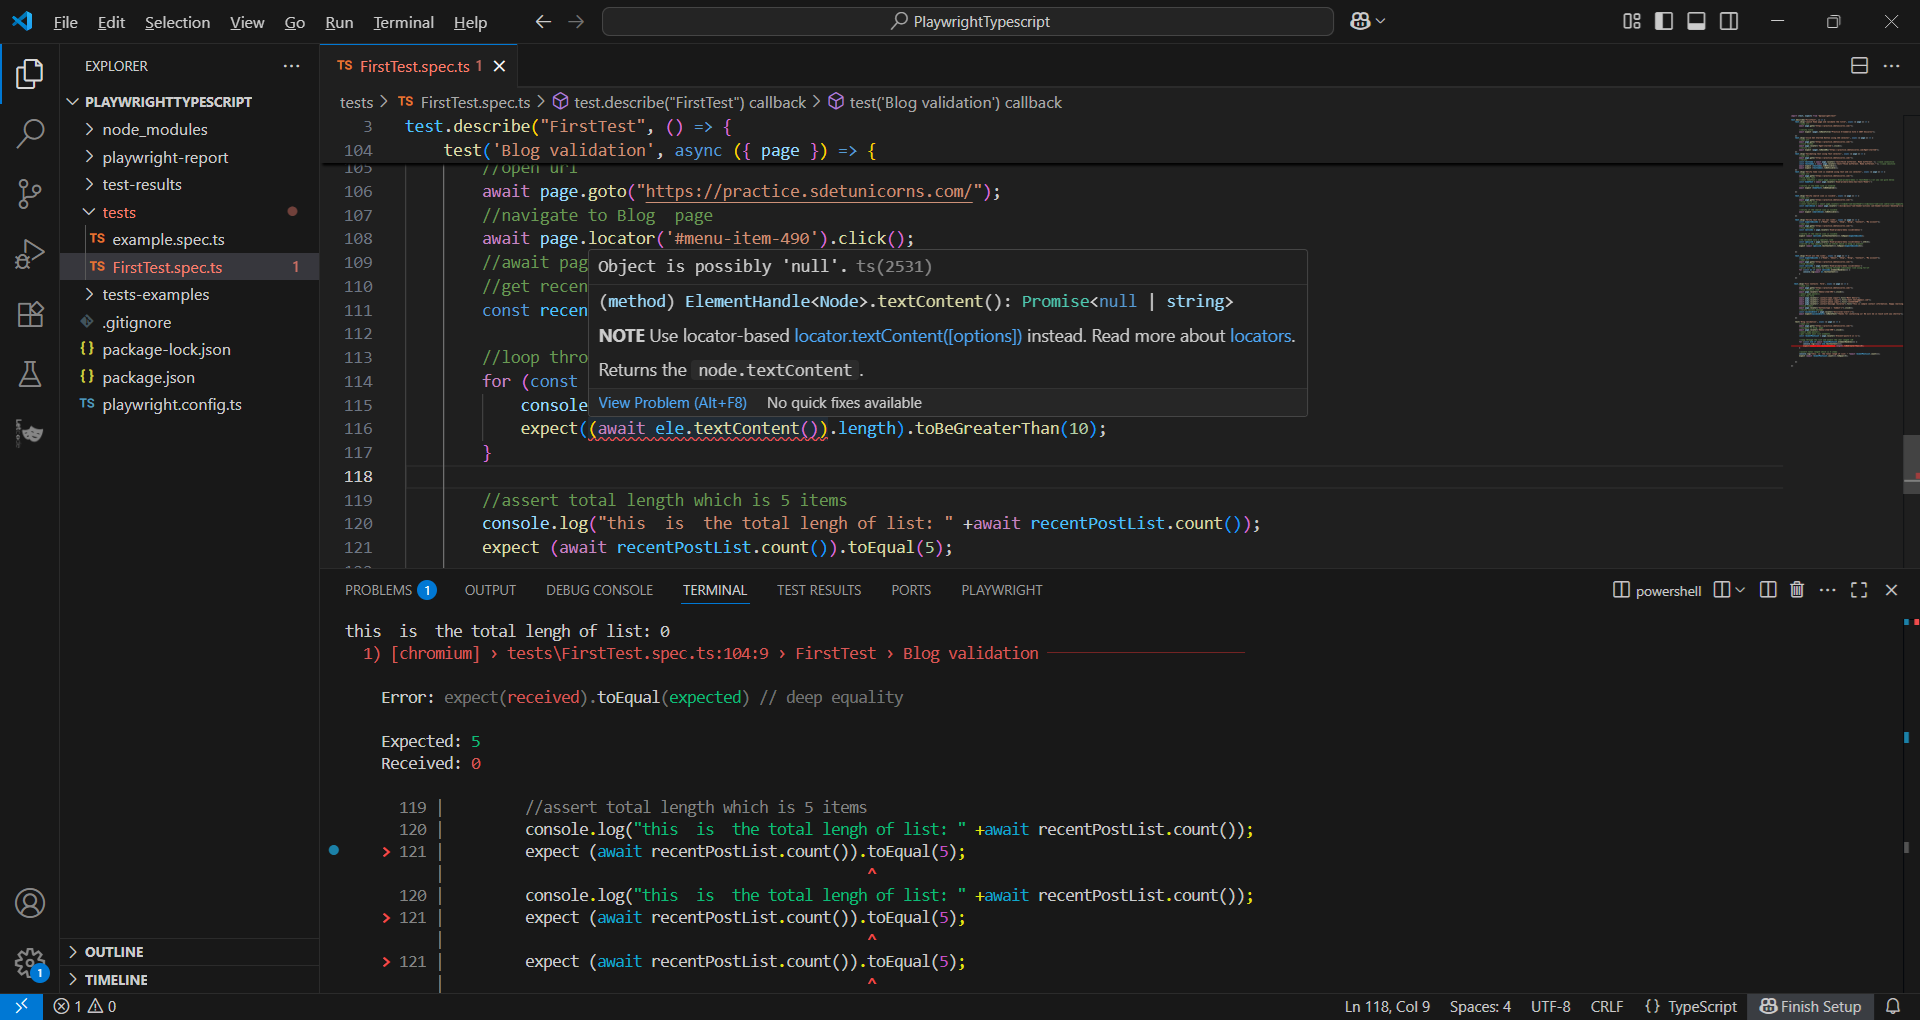 File Edit Selection View Go Run Terminal Help
PlaywrightTypescript
EXPLORER
PLAYWRIGHTTYPESCRIPT
node_modules
playwright-report
test-results
tests
TS example.spec.ts
TS FirstTest.spec.ts 1
tests-examples
.gitignore
{} package-lock.json
{} package.json
TS playwright.config.ts
OUTLINE
TIMELINE
TS FirstTest.spec.ts 1
tests > TS FirstTest.spec.ts > test.describe("FirstTest") callback > test('Blog validation') callback
3 test.describe("FirstTest", () => {
104 test('Blog validation', async ({ page }) => {
105 //open url
106 await page.goto("https://practice.sdetunicorns.com/");
107 //navigate to Blog  page
108 await page.locator('#menu-item-490').click();
109 //await pag
110 //get recen
111 const recen
112
113 //loop thro
114 for (const
115 console
116 expect((await ele.textContent()).length).toBeGreaterThan(10);
117 }
118
119 //assert total length which is 5 items
120 console.log("this  is  the total lengh of list: " +await recentPostList.count());
121 expect (await recentPostList.count()).toEqual(5);
Object is possibly 'null'. ts(2531)
(method) ElementHandle<Node>.textContent(): Promise<null | string>
NOTE Use locator-based locator.textContent([options]) instead. Read more about locators.
Returns the node.textContent .
View Problem (Alt+F8) No quick fixes available
PROBLEMS 1 OUTPUT DEBUG CONSOLE TERMINAL TEST RESULTS PORTS PLAYWRIGHT
powershell
this  is  the total lengh of list: 0
1) [chromium] › tests\FirstTest.spec.ts:104:9 › FirstTest › Blog validation
Error: expect(received).toEqual(expected) // deep equality
Expected: 5
Received: 0
119 | //assert total length which is 5 items
120 | console.log("this  is  the total lengh of list: " +await recentPostList.count());
> 121 | expect (await recentPostList.count()).toEqual(5);
| ^
120 | console.log("this  is  the total lengh of list: " +await recentPostList.count());
> 121 | expect (await recentPostList.count()).toEqual(5);
| ^
> 121 | expect (await recentPostList.count()).toEqual(5);
| ^
1
1 0
Ln 118, Col 9 Spaces: 4 UTF-8 CRLF {} TypeScript Finish Setup